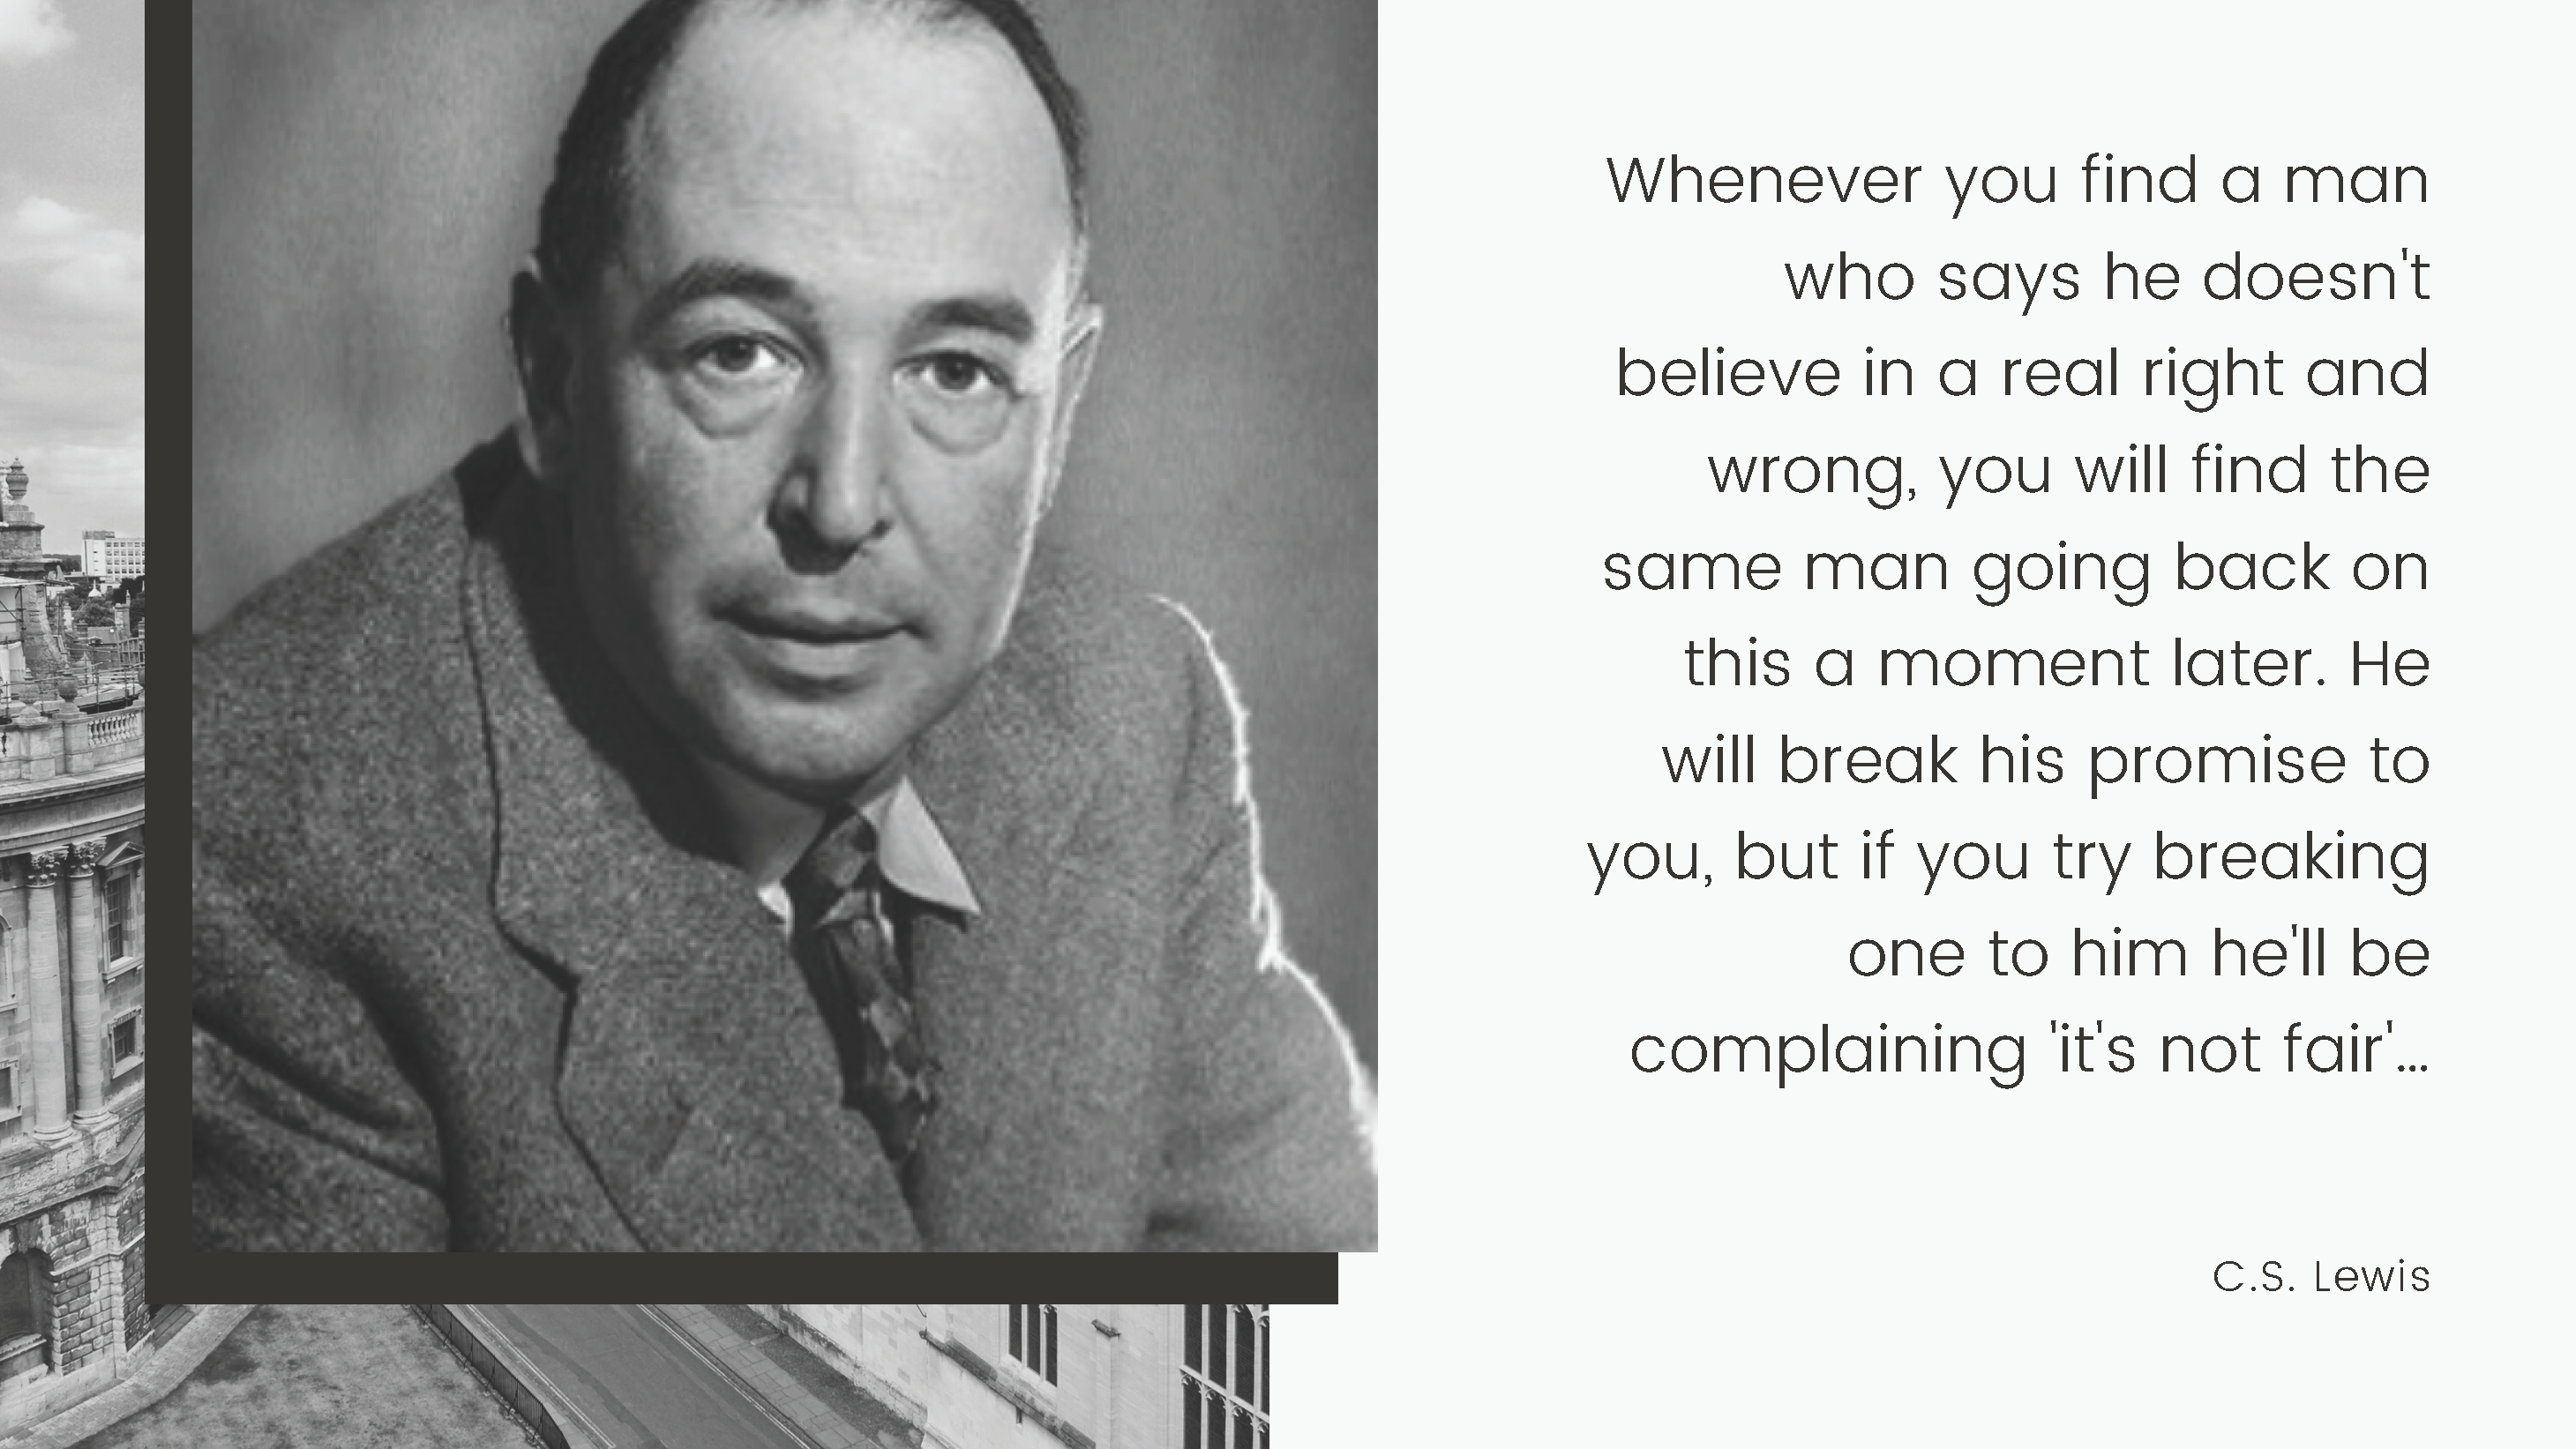 Whenever you find a man
who says he doesn't
believe in a real right and
wrong, you will find the
same man going back on
this a moment later. He
will break his promise to
you, but if you try breaking
one to him he'll be
complaining 'it's not fair'...
C.S. Lewis